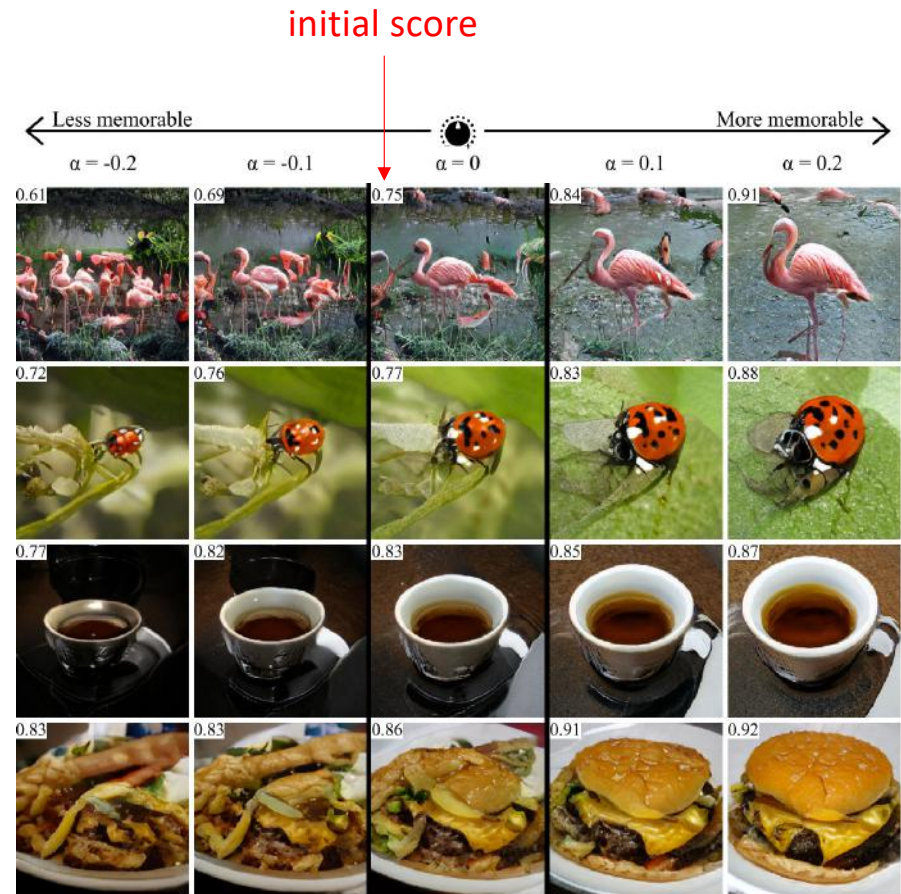 initial score
Less memorable More memorable
α = -0.2 α = -0.1 α = 0 α = 0.1 α = 0.2
0.61 0.69 0.75 0.84 0.91
0.72 0.76 0.77 0.83 0.88
0.77 0.82 0.83 0.85 0.87
0.83 0.83 0.86 0.91 0.92